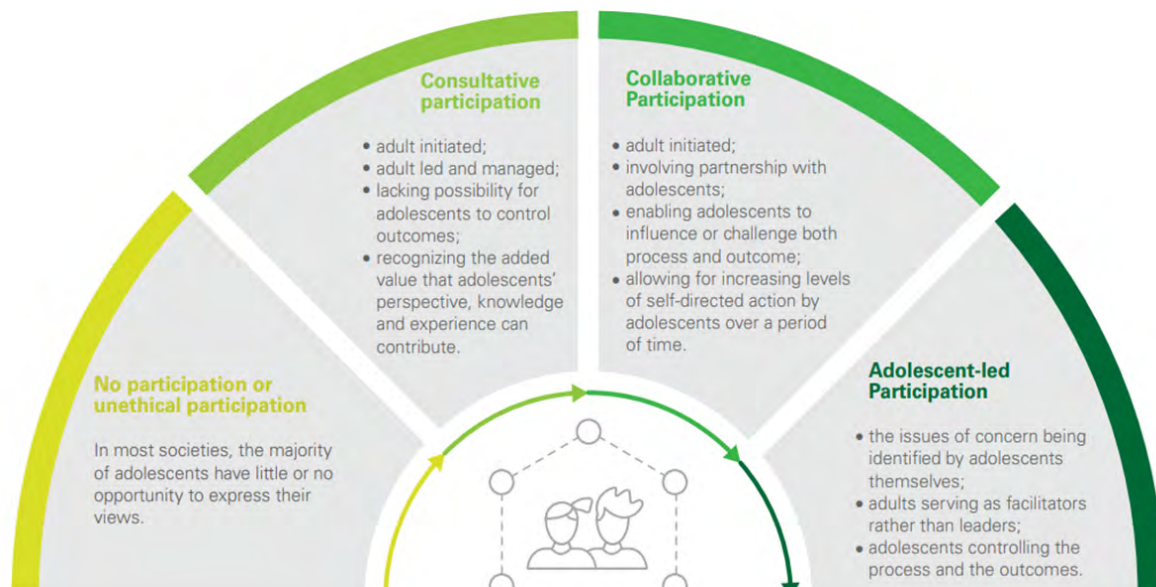 No participation or
unethical participation
In most societies, the majority
of adolescents have little or no
opportunity to express their
views.
Consultative
participation
• adult initiated;
• adult led and managed;
• lacking possibility for
adolescents to control
outcomes;
• recognizing the added
value that adolescents’
perspective, knowledge
and experience can
contribute.
Collaborative
Participation
• adult initiated;
• involving partnership with
adolescents;
• enabling adolescents to
influence or challenge both
process and outcome;
• allowing for increasing levels
of self-directed action by
adolescents over a period
of time.
Adolescent-led
Participation
• the issues of concern being
identified by adolescents
themselves;
• adults serving as facilitators
rather than leaders;
• adolescents controlling the
process and the outcomes.